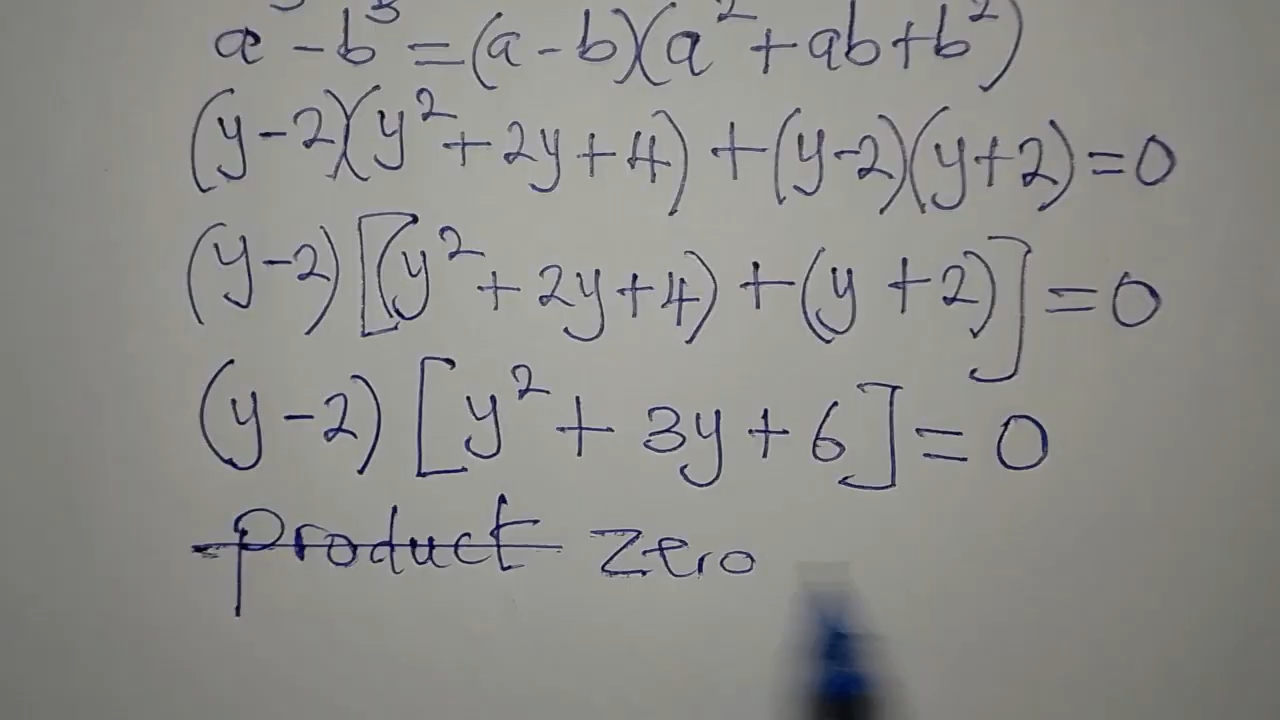 a³ - b³ = (a - b)(a² + ab + b²)
(y - 2)(y² + 2y + 4) + (y - 2)(y + 2) = 0
(y - 2)[(y² + 2y + 4) + (y + 2)] = 0
(y - 2)[y² + 3y + 6] = 0
product zero